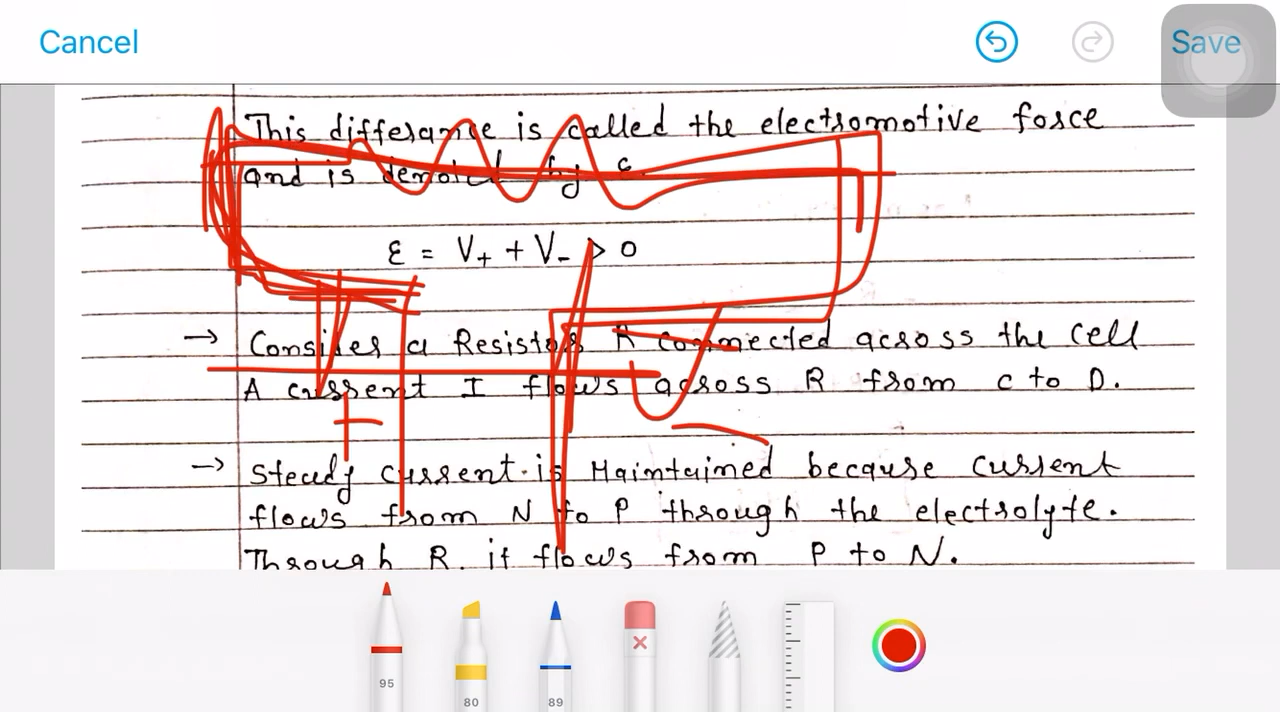 Cancel
Save
This differance is called the electromotive force
and is denoted by ε
ε = V+ + V- > 0
→ Consider a Resistor R connected across the cell
A current I flows across R from C to D.
→ Steady current is Maintained because current
flows from N to P through the electrolyte.
Through R, it flows from P to N.
+
-
95
80
89